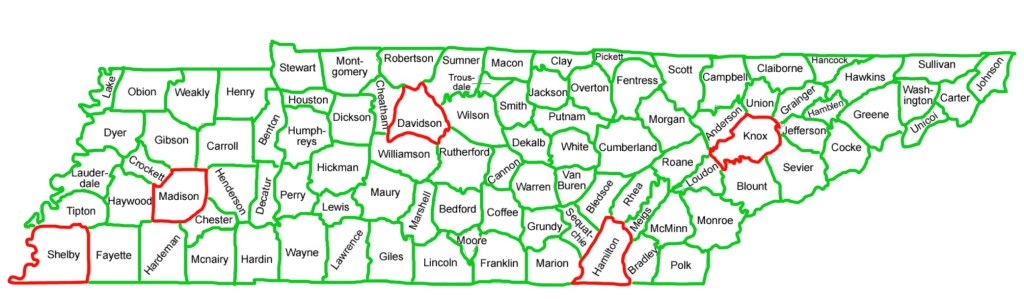 Lake
Obion
Weakly
Henry
Stewart
Mont-
gomery
Robertson
Sumner
Macon
Clay
Pickett
Fentress
Scott
Campbell
Claiborne
Hancock
Hawkins
Sullivan
Johnson
Trous-
dale
Houston
Cheatham
Davidson
Wilson
Smith
Jackson
Overton
Putnam
Morgan
Anderson
Union
Grainger
Hamblen
Greene
Wash-
ington
Carter
Unicoi
Dyer
Gibson
Carroll
Benton
Humph-
reys
Dickson
Williamson
Rutherford
Cannon
Dekalb
White
Cumberland
Roane
Loudon
Knox
Jefferson
Cocke
Sevier
Blount
Lauder-
dale
Crockett
Haywood
Madison
Henderson
Decatur
Perry
Hickman
Lewis
Maury
Marshall
Bedford
Coffee
Warren
Van
Buren
Bledsoe
Rhea
Meigs
McMinn
Monroe
Tipton
Chester
Shelby
Fayette
Hardeman
Mcnairy
Hardin
Wayne
Lawrence
Giles
Lincoln
Moore
Franklin
Grundy
Marion
Sequat-
chie
Hamilton
Bradley
Polk